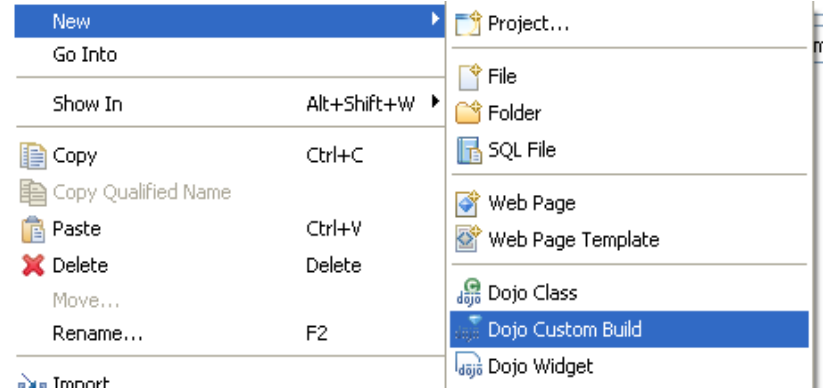 New
Go Into
Show In Alt+Shift+W
Copy Ctrl+C
Copy Qualified Name
Paste Ctrl+V
Delete Delete
Move...
Rename... F2
Import
Project...
File
Folder
SQL File
Web Page
Web Page Template
Dojo Class
Dojo Custom Build
Dojo Widget